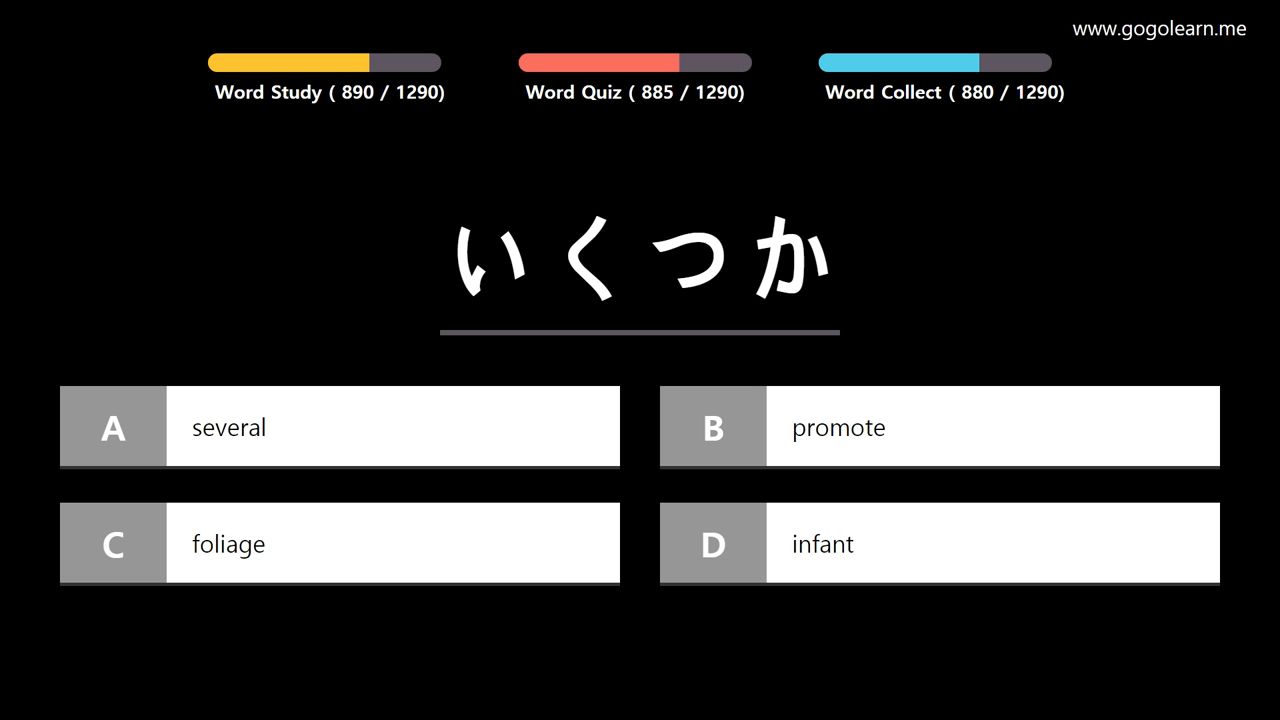 www.gogolearn.me
Word Study ( 890 / 1290)
Word Quiz ( 885 / 1290)
Word Collect ( 880 / 1290)
いくつか
A several
B promote
C foliage
D infant